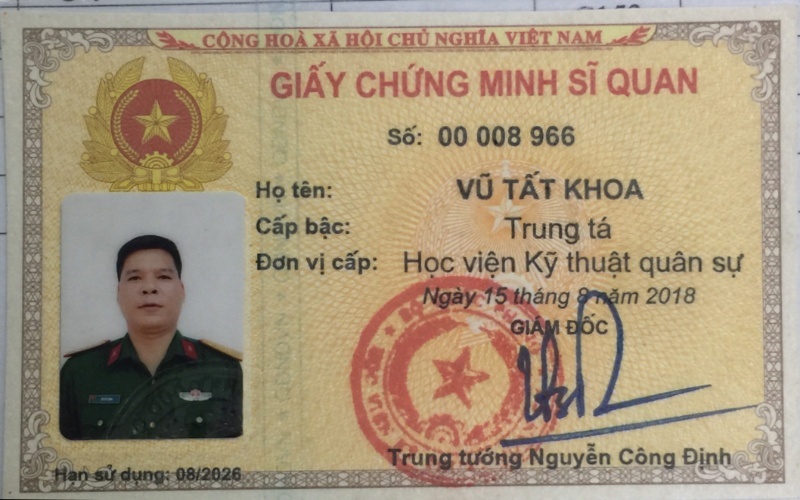 CỘNG HOÀ XÃ HỘI CHỦ NGHĨA VIỆT NAM
GIẤY CHỨNG MINH SĨ QUAN
Số: 00 008 966
Họ tên: VŨ TẤT KHOA
Cấp bậc: Trung tá
Đơn vị cấp: Học viện Kỹ thuật quân sự
Ngày 15 tháng 8 năm 2018
GIÁM ĐỐC
Trung tướng Nguyễn Công Định
Hạn sử dụng: 08/2026